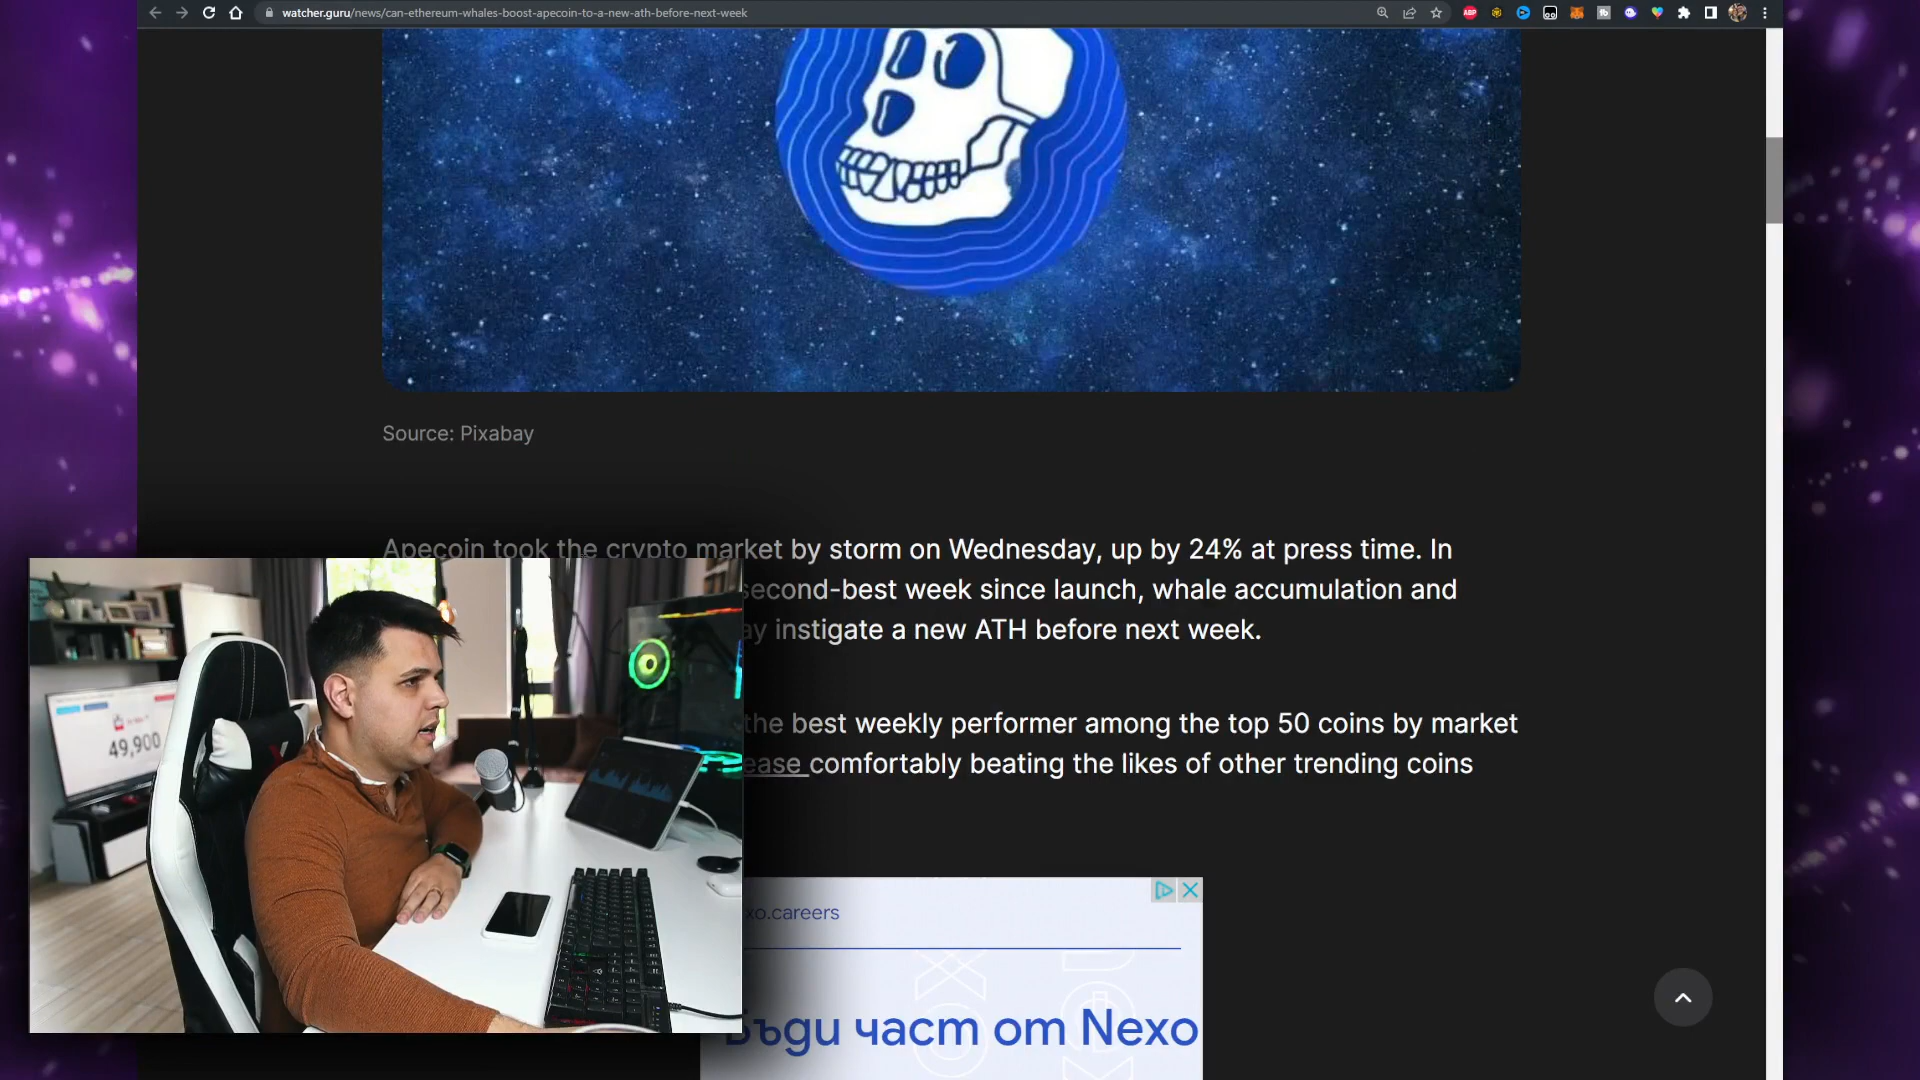 watcher.guru/news/can-ethereum-whales-boost-apecoin-to-a-new-ath-before-next-week
ABP
Source: Pixabay
Apecoin took the crypto market by storm on Wednesday, up by 24% at press time. In
second-best week since launch, whale accumulation and
instigate a new ATH before next week.
the best weekly performer among the top 50 coins by market
ease comfortably beating the likes of other trending coins
49,900
xo.careers
Бъди част от Nexo